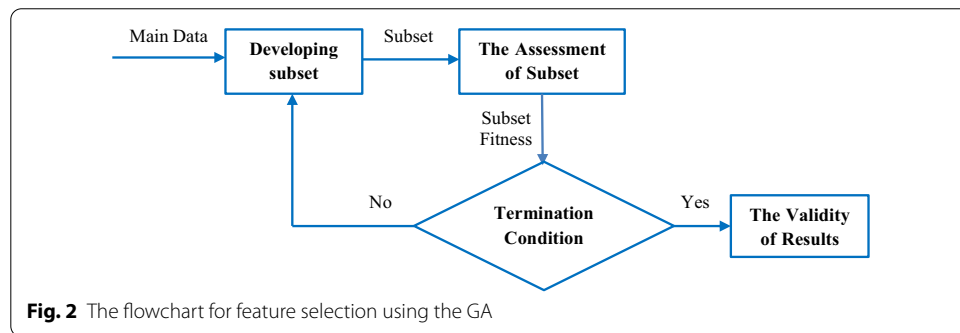 Main Data
Developing
subset
Subset
The Assessment
of Subset
Subset
Fitness
No
Termination
Condition
Yes
The Validity
of Results
Fig. 2 The flowchart for feature selection using the GA